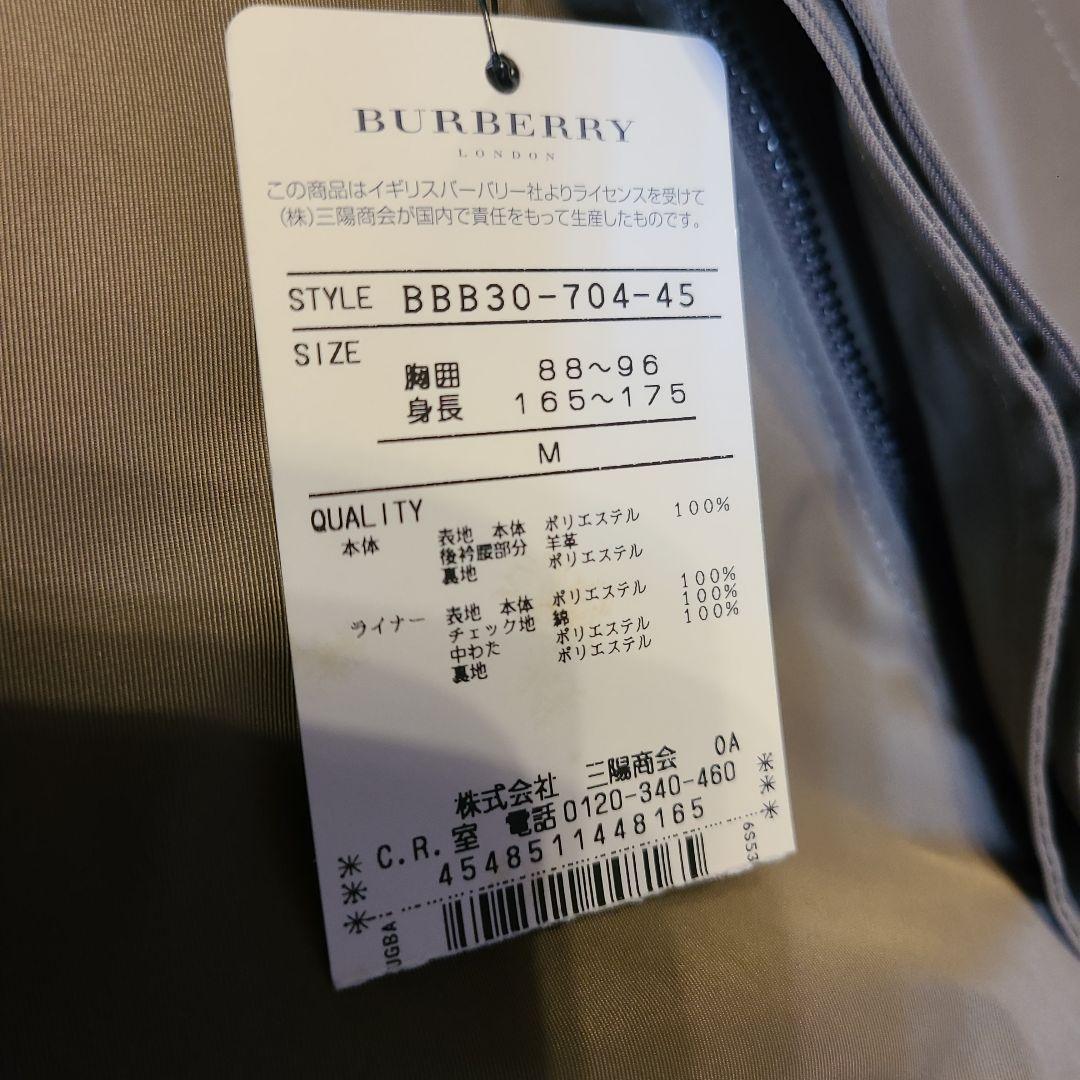 BURBERRY
LONDON
この商品はイギリスバーバリー社よりライセンスを受けて
(株)三陽商会が国内で責任をもって生産したものです。
STYLE BBB30-704-45
SIZE
胸囲 88～96
身長 165～175
M
QUALITY
本体 表地 本体 ポリエステル 100%
後衿腰部分 羊革
裏地 ポリエステル
ライナー 表地 本体 ポリエステル 100%
チェック地 綿 100%
中わた ポリエステル 100%
裏地 ポリエステル
株式会社 三陽商会 0A
C.R.室 電話0120-340-460
4548511448165
6S53
JGBA